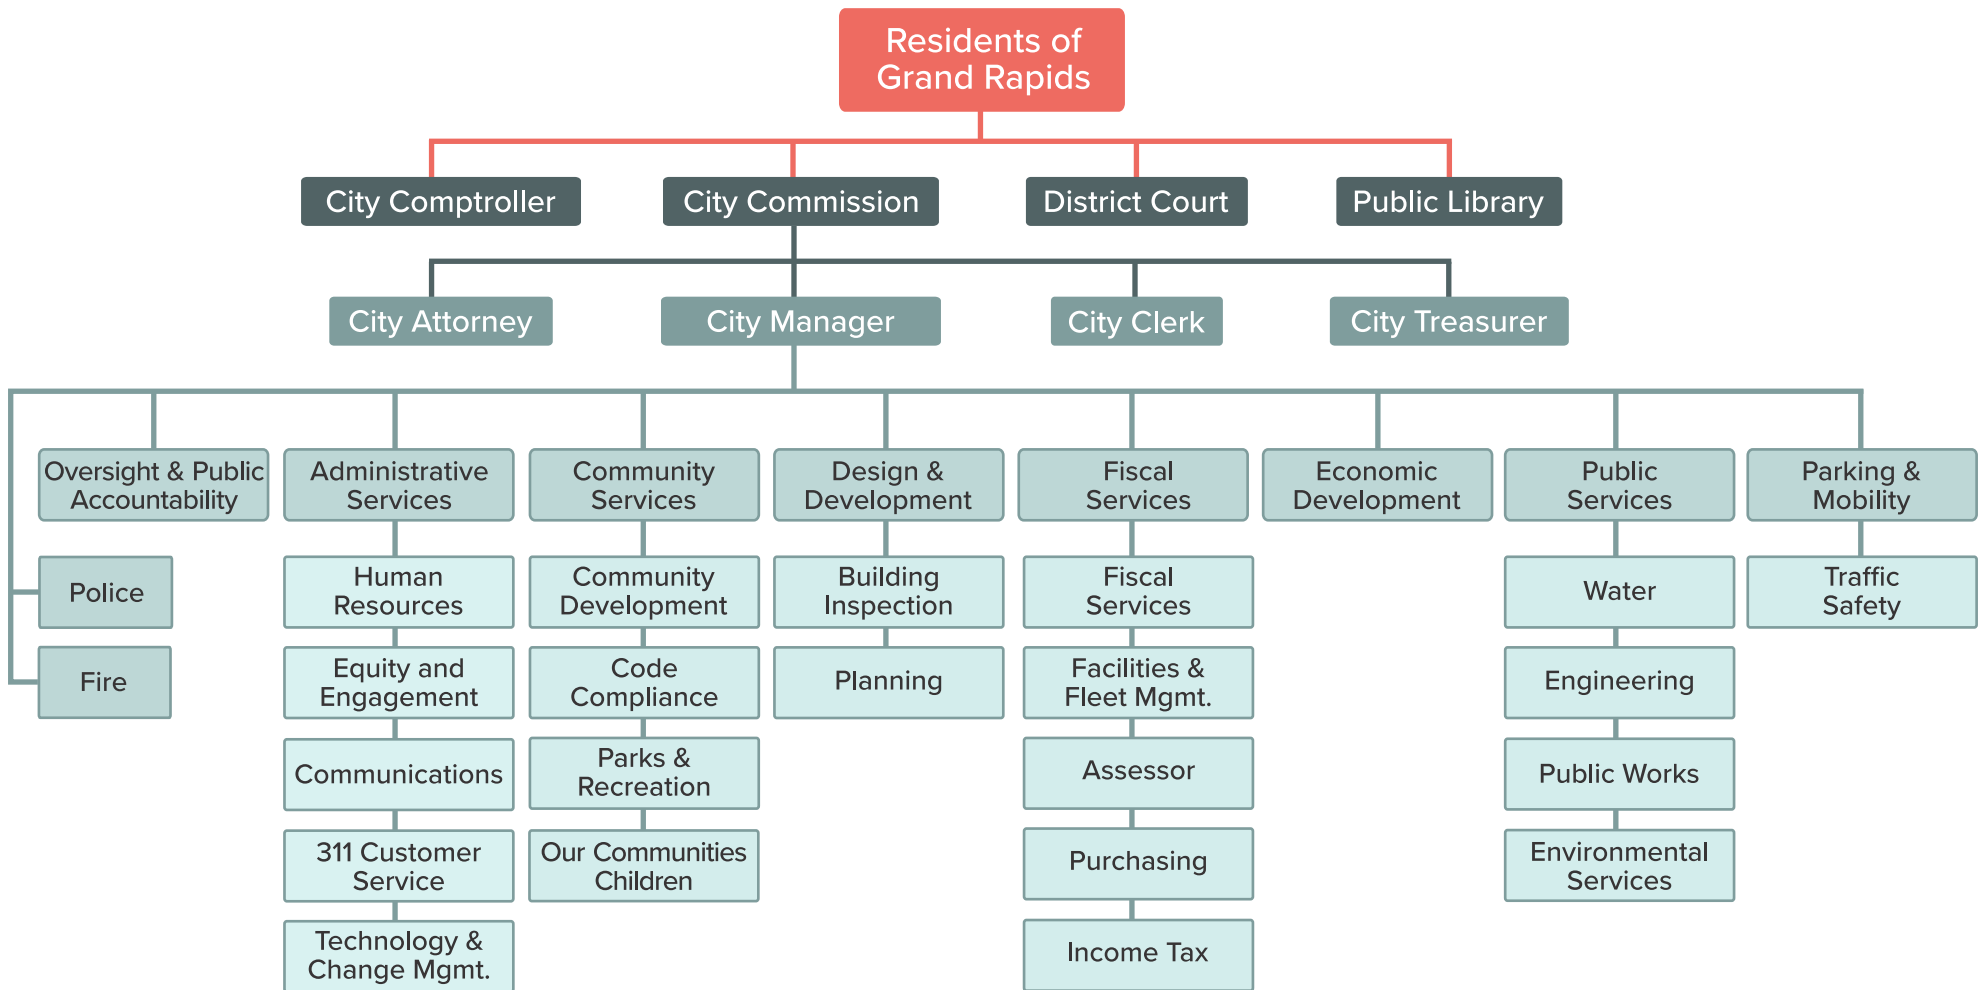 Residents of
Grand Rapids
City Comptroller
City Commission
District Court
Public Library
City Attorney
City Manager
City Clerk
City Treasurer
Oversight & Public
Accountability
Administrative
Services
Community
Services
Design &
Development
Fiscal
Services
Economic
Development
Public
Services
Parking &
Mobility
Police
Fire
Human
Resources
Equity and
Engagement
Communications
311 Customer
Service
Technology &
Change Mgmt.
Community
Development
Code
Compliance
Parks &
Recreation
Our Communities
Children
Building
Inspection
Planning
Fiscal
Services
Facilities &
Fleet Mgmt.
Assessor
Purchasing
Income Tax
Water
Engineering
Public Works
Environmental
Services
Traffic
Safety